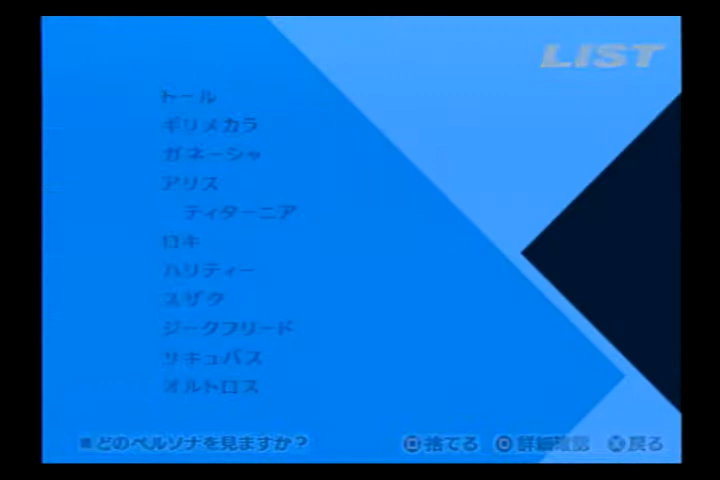 LIST
トール
ギリメカラ
ガネーシャ
アリス
ティターニア
ロキ
ハリティー
スザク
ジークフリード
サキュバス
オルトロス
※どのペルソナを見ますか？ 捨てる 詳細確認 戻る